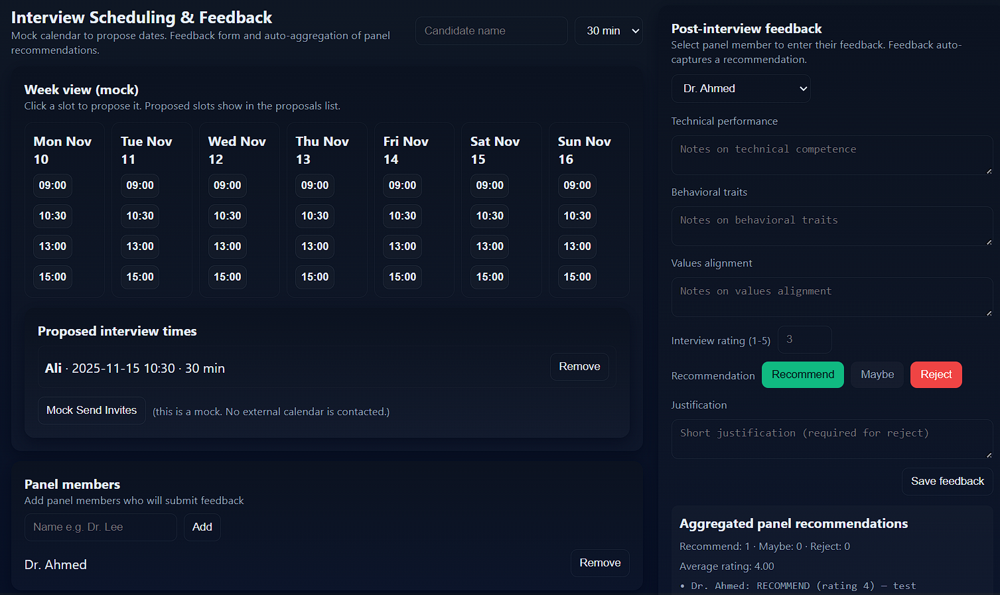 Interview Scheduling & Feedback
Mock calendar to propose dates. Feedback form and auto-aggregation of panel
recommendations.
Candidate name
30 min
Week view (mock)
Click a slot to propose it. Proposed slots show in the proposals list.
Mon Nov
10
09:00
10:30
13:00
15:00
Tue Nov
11
09:00
10:30
13:00
15:00
Wed Nov
12
09:00
10:30
13:00
15:00
Thu Nov
13
09:00
10:30
13:00
15:00
Fri Nov
14
09:00
10:30
13:00
15:00
Sat Nov
15
09:00
10:30
13:00
15:00
Sun Nov
16
09:00
10:30
13:00
15:00
Proposed interview times
Ali · 2025-11-15 10:30 · 30 min
Remove
Mock Send Invites
(this is a mock. No external calendar is contacted.)
Panel members
Add panel members who will submit feedback
Name e.g. Dr. Lee
Add
Dr. Ahmed
Remove
Post-interview feedback
Select panel member to enter their feedback. Feedback auto-
captures a recommendation.
Dr. Ahmed
Technical performance
Notes on technical competence
Behavioral traits
Notes on behavioral traits
Values alignment
Notes on values alignment
Interview rating (1-5)
3
Recommendation
Recommend
Maybe
Reject
Justification
Short justification (required for reject)
Save feedback
Aggregated panel recommendations
Recommend: 1 · Maybe: 0 · Reject: 0
Average rating: 4.00
• Dr. Ahmed: RECOMMEND (rating 4) — test